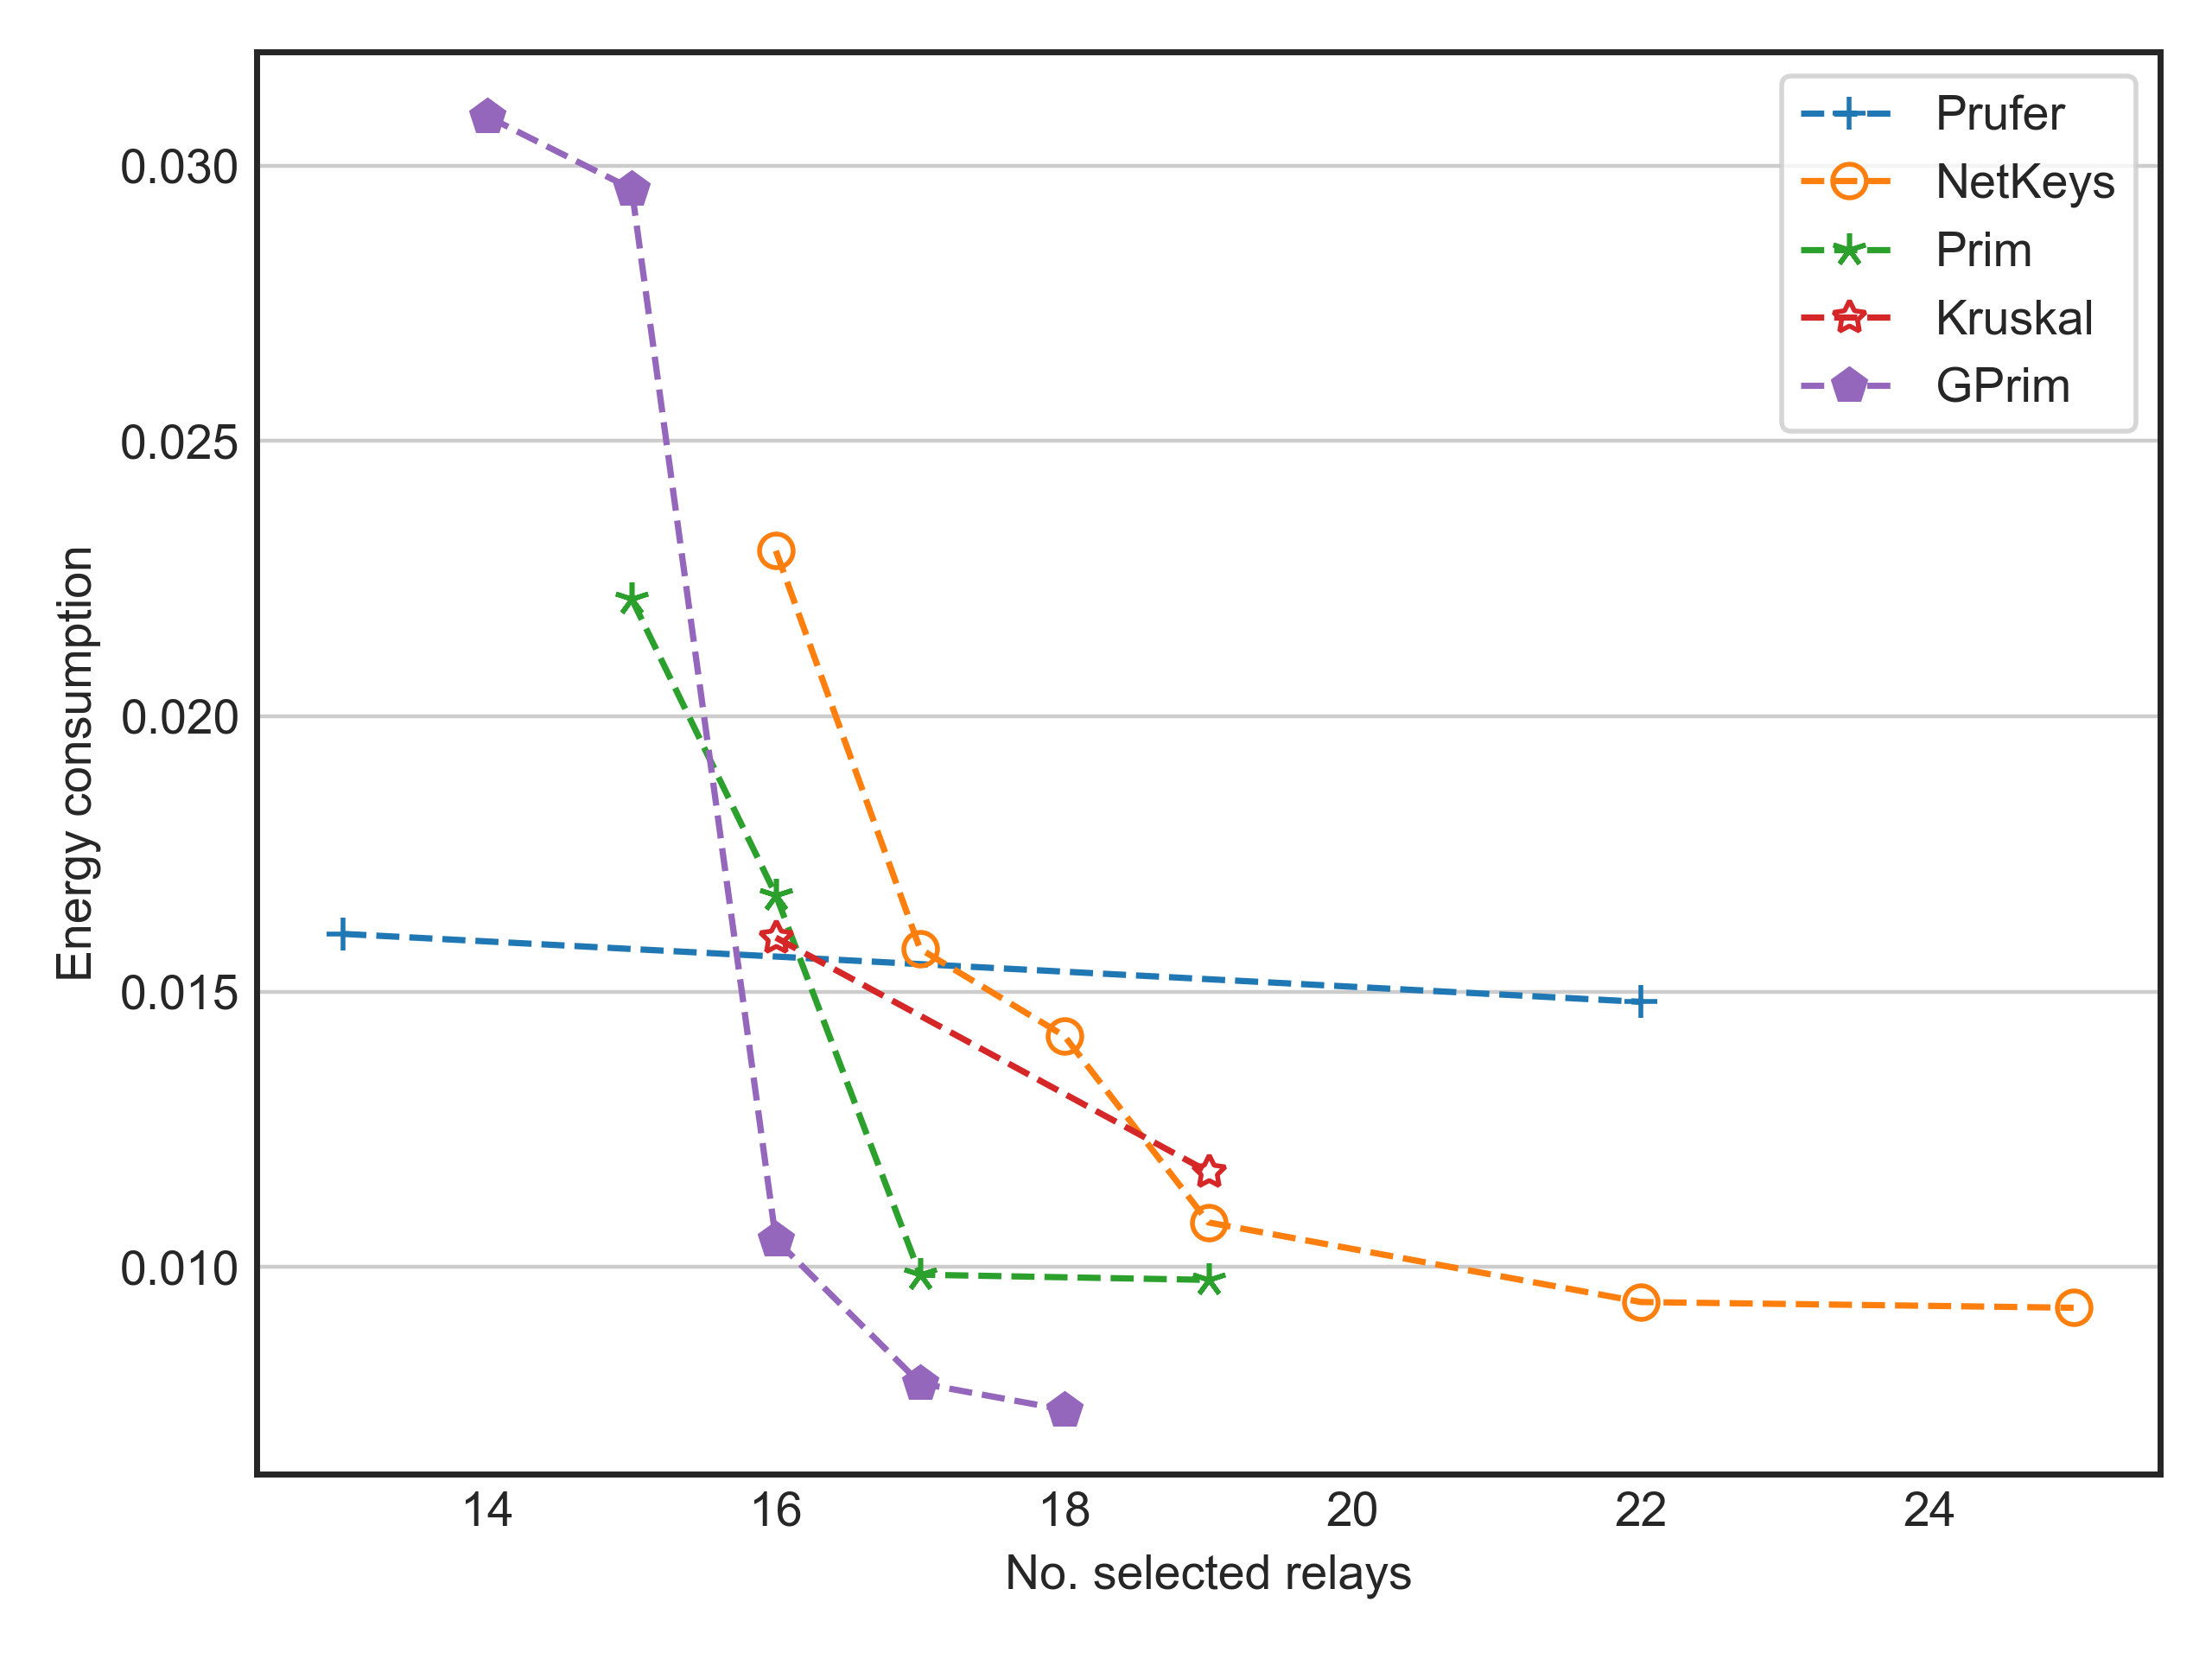 Prufer
NetKeys
Prim
Kruskal
GPrim
0.030
0.025
0.020
0.015
0.010
Energy consumption
14 16 18 20 22 24
No. selected relays